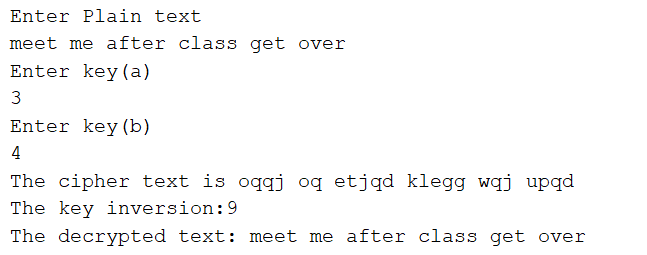 Enter Plain text
meet me after class get over
Enter key(a)
3
Enter key(b)
4
The cipher text is oqqj oq etjqd klegg wqj upqd
The key inversion:9
The decrypted text: meet me after class get over